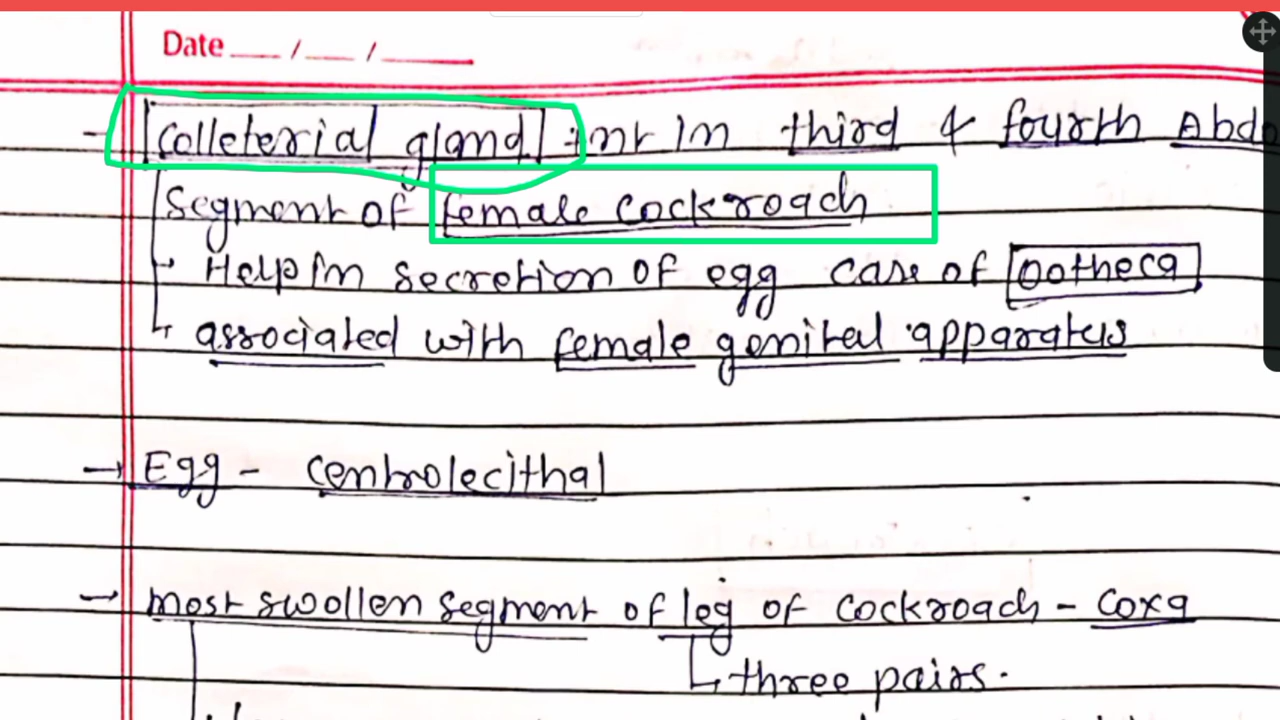 Date ___ / ___ / _____
→ Colleterial gland :- in third & fourth Abdo
Segment of female cockroach
→ Help in secretion of egg case of ootheca
↳ associated with female genital apparatus
→ Egg - centrolecithal
→ most swollen segment of leg of cockroach - coxa
↳ three pairs.